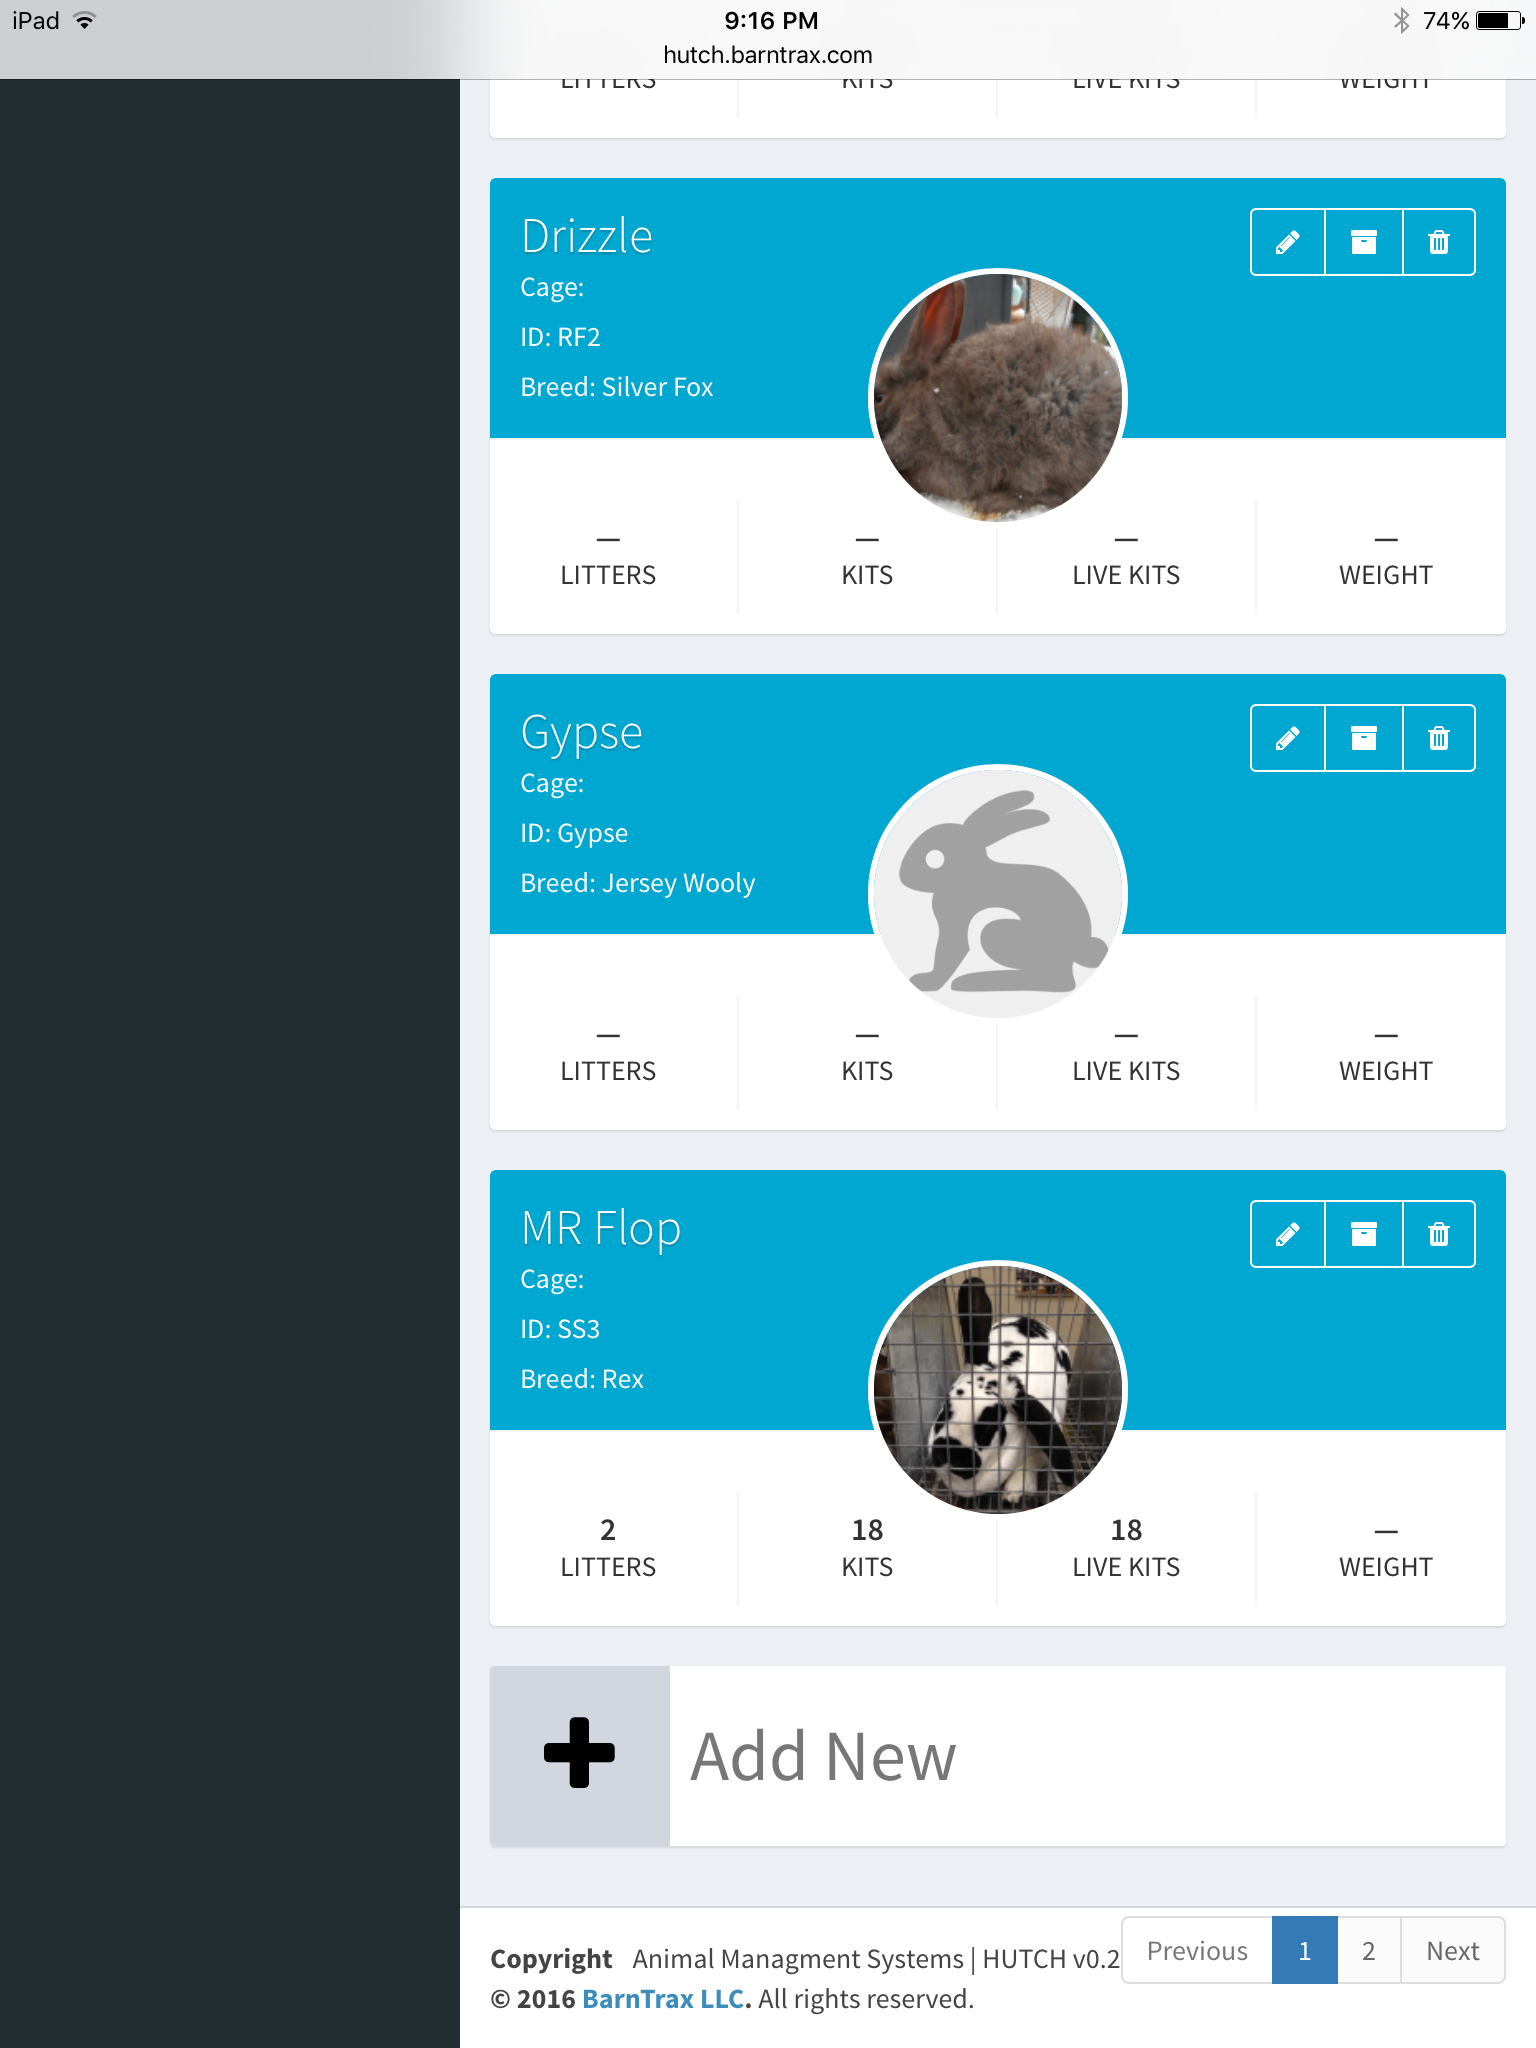 iPad 9:16 PM 74%
hutch.barntrax.com
LITTERS KITS LIVE KITS WEIGHT
Drizzle
Cage:
ID: RF2
Breed: Silver Fox
— — — —
LITTERS KITS LIVE KITS WEIGHT
Gypse
Cage:
ID: Gypse
Breed: Jersey Wooly
— — — —
LITTERS KITS LIVE KITS WEIGHT
MR Flop
Cage:
ID: SS3
Breed: Rex
2 18 18 —
LITTERS KITS LIVE KITS WEIGHT
Add New
Copyright Animal Managment Systems | HUTCH v0.2 Previous 1 2 Next
© 2016 BarnTrax LLC. All rights reserved.